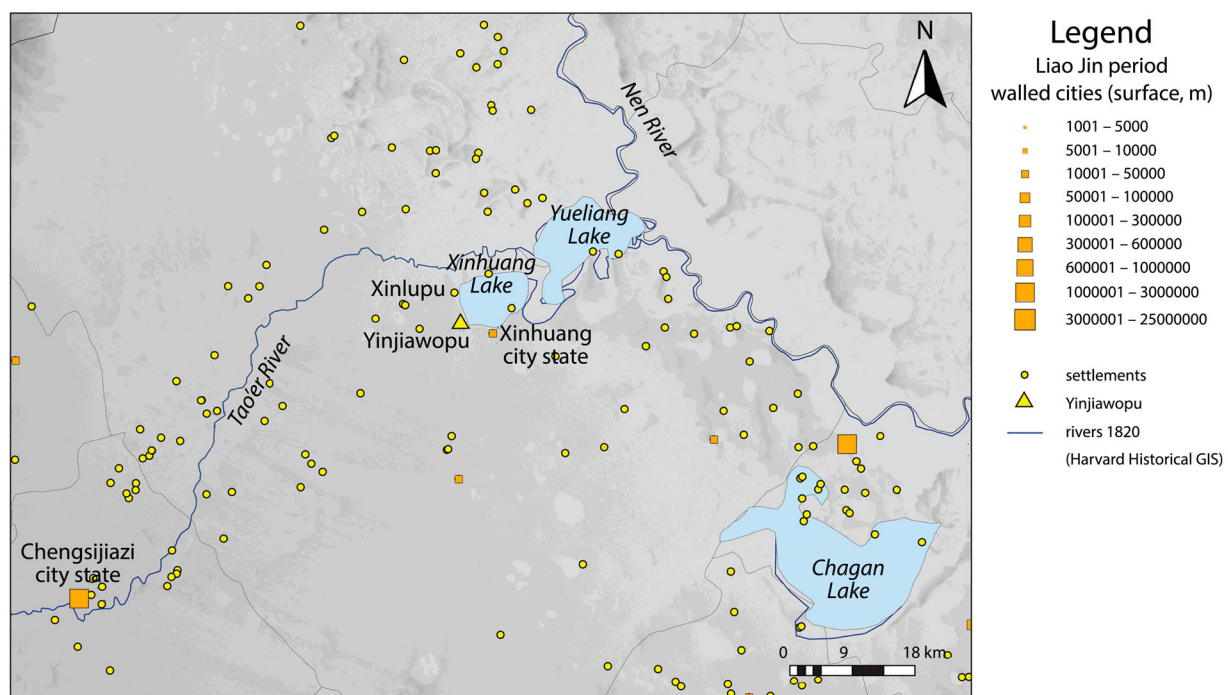 N
Nen River
Yueliang
Lake
Xinhuang
Lake
Xinlupu
Yinjiawopu
Xinhuang
city state
Tao'er River
Chengsijiazi
city state
Chagan
Lake
0 9 18 km
Legend
Liao Jin period
walled cities (surface, m)
1001 – 5000
5001 – 10000
10001 – 50000
50001 – 100000
100001 – 300000
300001 – 600000
600001 – 1000000
1000001 – 3000000
3000001 – 25000000
settlements
Yinjiawopu
rivers 1820
(Harvard Historical GIS)